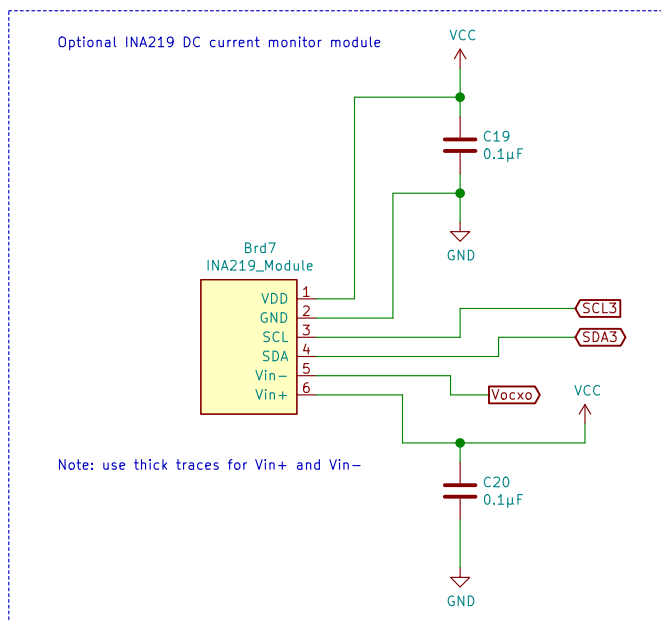 Optional INA219 DC current monitor module
VCC
C19
0.1µF
GND
Brd7
INA219_Module
VDD 1
GND 2
SCL 3
SDA 4
Vin- 5
Vin+ 6
SCL3
SDA3
Vocxo
VCC
Note: use thick traces for Vin+ and Vin-
C20
0.1µF
GND